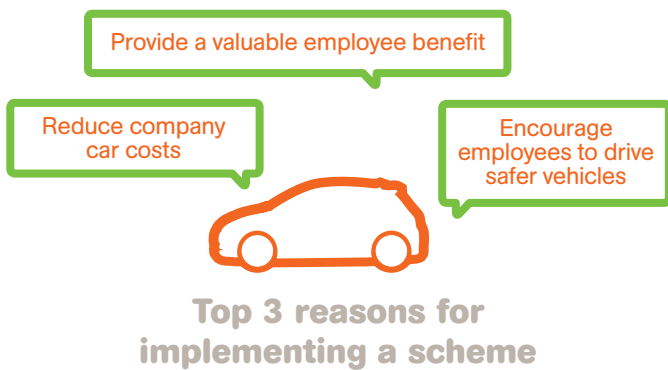 Provide a valuable employee benefit
Reduce company
car costs
Encourage
employees to drive
safer vehicles
Top 3 reasons for
implementing a scheme